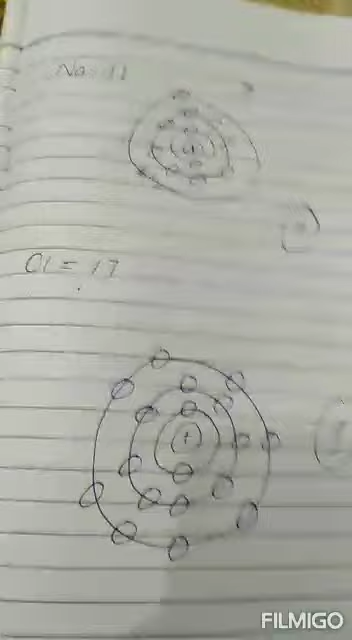 Na = 11
Cl = 17
+
FILMIGO